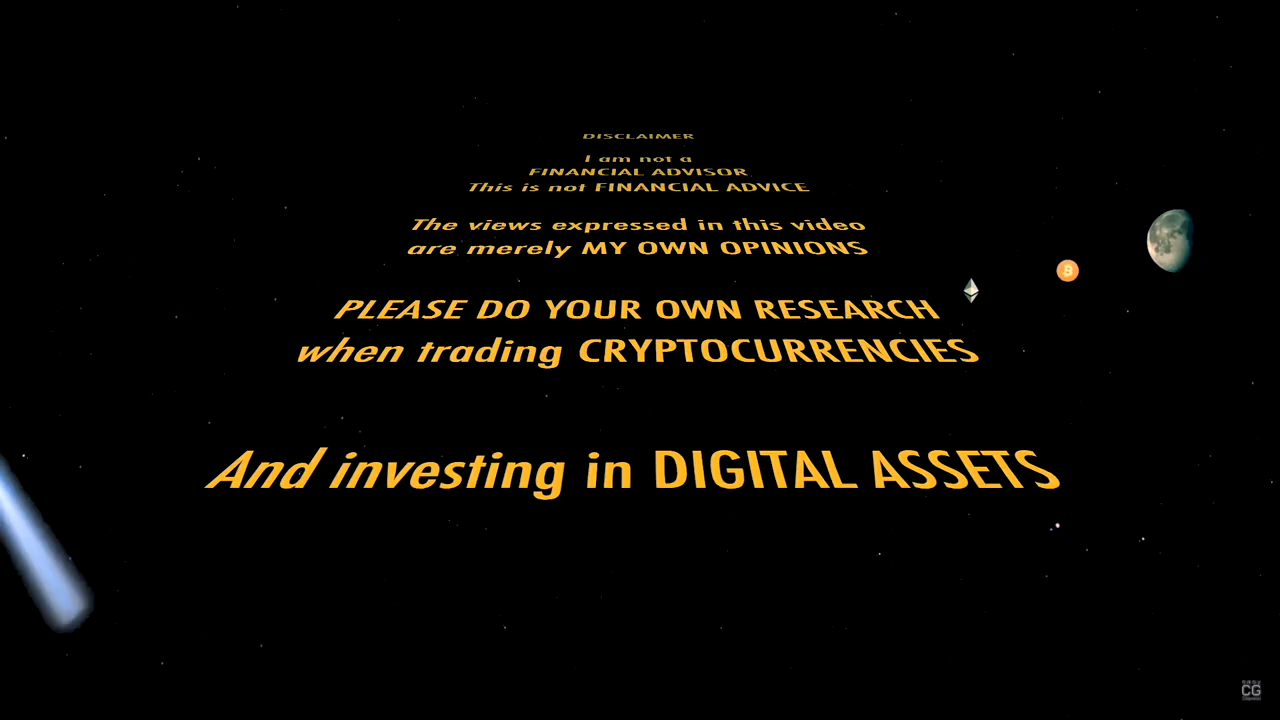 DISCLAIMER
I am not a
FINANCIAL ADVISOR
This is not FINANCIAL ADVICE
The views expressed in this video
are merely MY OWN OPINIONS
PLEASE DO YOUR OWN RESEARCH
when trading CRYPTOCURRENCIES
And investing in DIGITAL ASSETS
CG